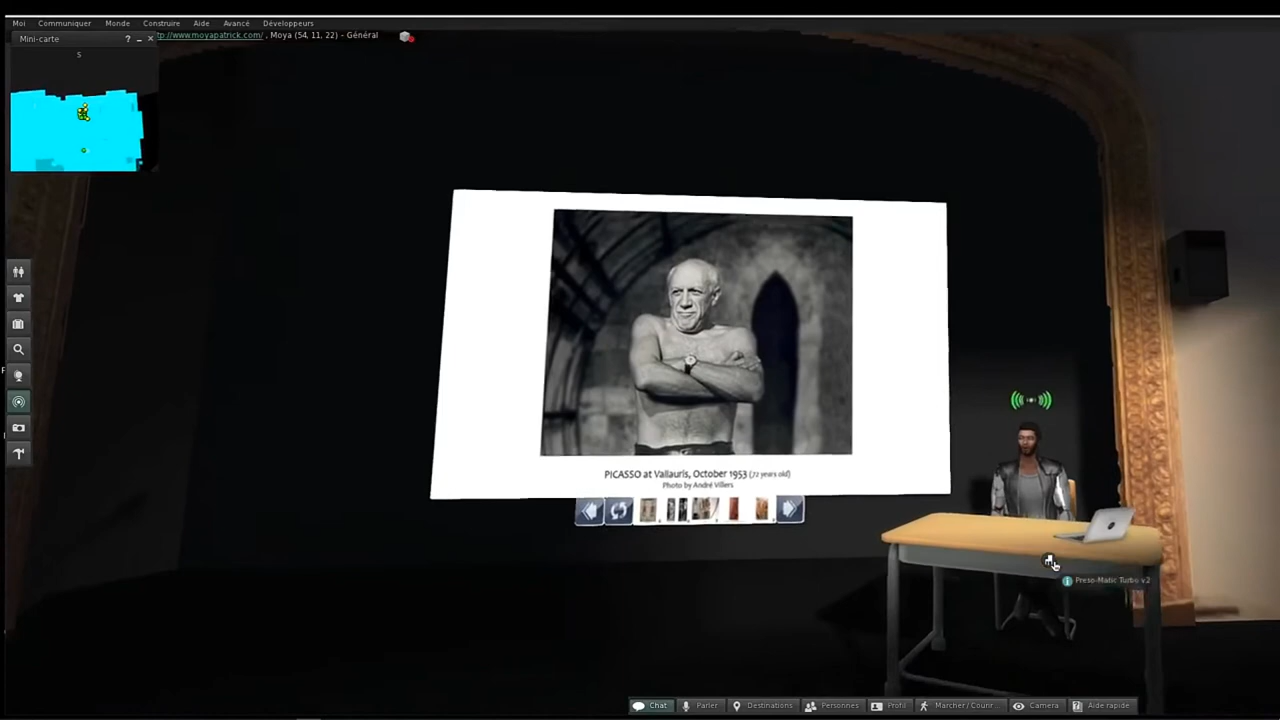 Moi Communiquer Monde Construire Aide Avancé Développeurs
tp://www.moyapatrick.com/ , Moya (54, 11, 22) - Général
Mini-carte ? _ ×
S
PICASSO at Vallauris, October 1953 (72 years old)
Photo by André Villers
Preso-Matic Turbo v2
Chat Parler Destinations Personnes Profil Marcher / Courir... Camera Aide rapide